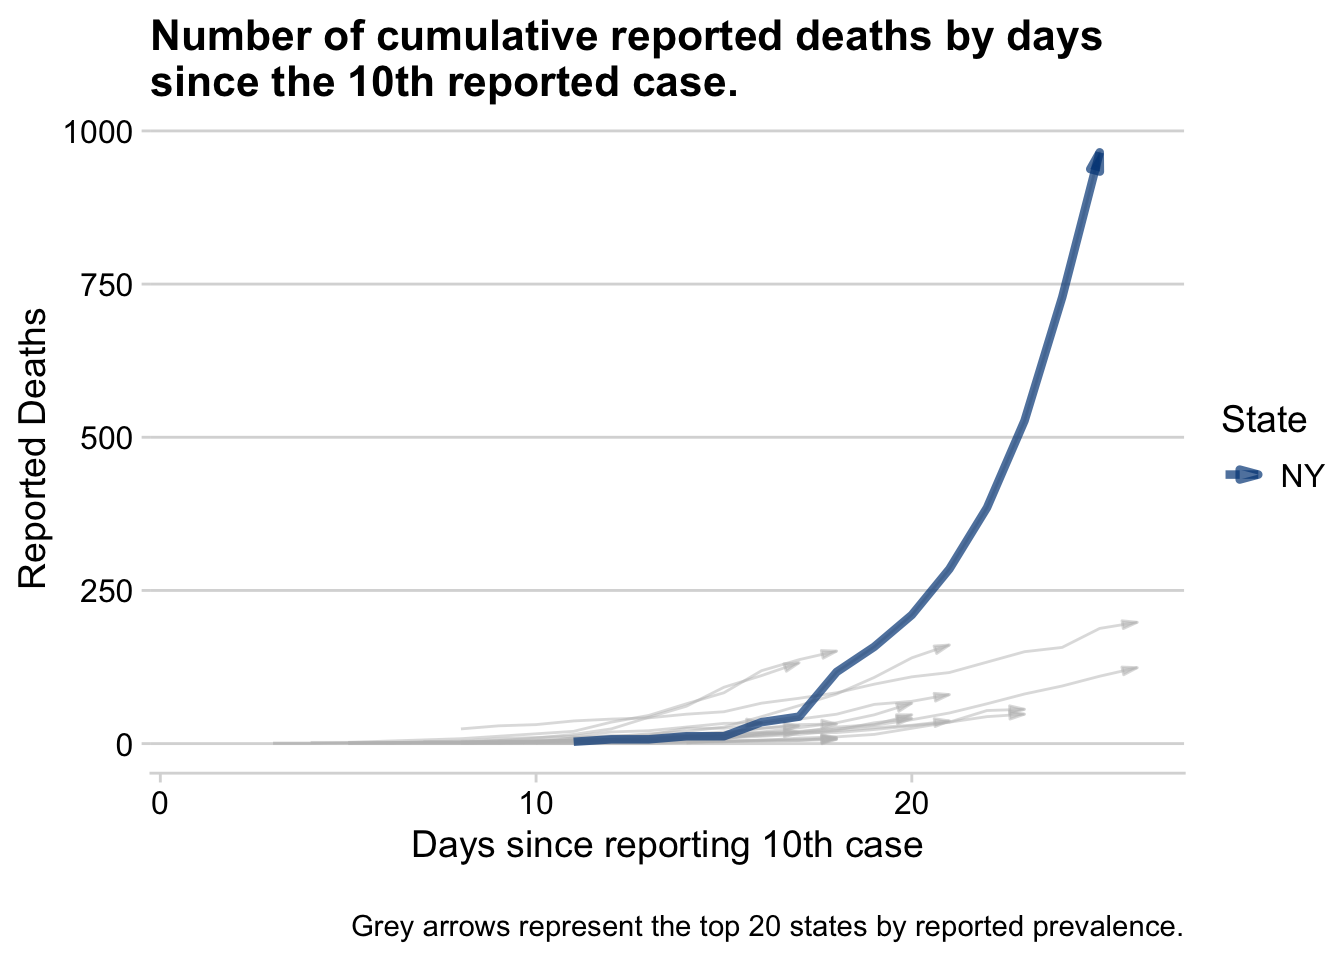 Number of cumulative reported deaths by days
since the 10th reported case.
1000
750
500
250
0
Reported Deaths
0 10 20
Days since reporting 10th case
State
NY
Grey arrows represent the top 20 states by reported prevalence.